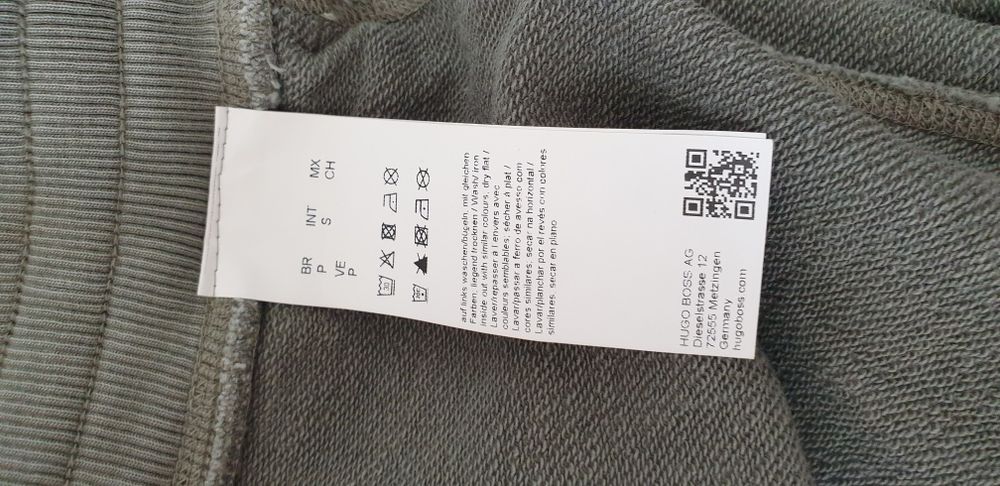 BR INT MX
P S CH
VE
P
30
auf links waschen/bügeln, mit gleichen
Farben, liegend trocknen / Wash/ iron
inside out with similar colours, dry flat /
Laver/repasser à l envers avec
couleurs semblables, sécher à plat /
Lavar/passar a ferro de avesso com
cores similares, secar na horizontal /
Lavar/planchar por el revés con colores
similares, secar en plano
HUGO BOSS AG
Dieselstrasse 12
72555 Metzingen
Germany
hugoboss.com